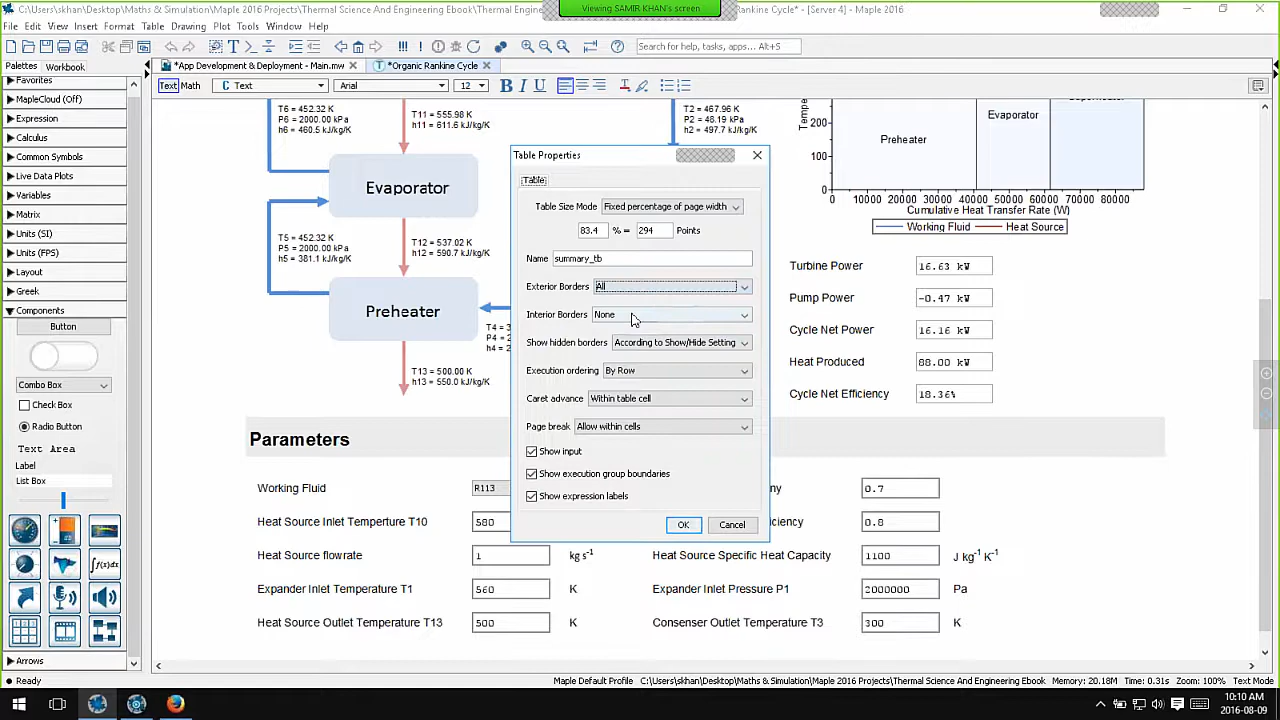 C:\Users\skhan\Desktop\Maths & Simulation\Maple 2016 Projects\Thermal Science And Engineering Ebook\Thermal Engine
Viewing SAMIR KHAN's screen
Rankine Cycle* - [Server 4] - Maple 2016
File Edit View Insert Format Table Drawing Plot Tools Window Help
Search for help, tasks, apps... Alt+S
Palettes Workbook
*App Development & Deployment - Main.mw
*Organic Rankine Cycle
Text Math
C Text
Arial
12
B I U
Favorites
MapleCloud (Off)
Expression
Calculus
Common Symbols
Live Data Plots
Variables
Matrix
Units (SI)
Units (FPS)
Layout
Greek
Components
Button
Combo Box
Check Box
Radio Button
Text Area
Label
List Box
f(x)dx
Arrows
T6 = 452.32 K
P6 = 2000.00 kPa
h6 = 460.5 kJ/kg/K
T11 = 555.98 K
h11 = 611.6 kJ/kg/K
T2 = 467.96 K
P2 = 48.19 kPa
h2 = 497.7 kJ/kg/K
Evaporator
T5 = 452.32 K
P5 = 2000.00 kPa
h5 = 381.1 kJ/kg/K
T12 = 537.02 K
h12 = 590.7 kJ/kg/K
Preheater
T4 = 3
P4 = 2
h4 = 2
T13 = 500.00 K
h13 = 550.0 kJ/kg/K
Table Properties
Table
Table Size Mode Fixed percentage of page width
83.4 % = 294 Points
Name summary_tb
Exterior Borders All
Interior Borders None
Show hidden borders According to Show/Hide Setting
Execution ordering By Row
Caret advance Within table cell
Page break Allow within cells
Show input
Show execution group boundaries
Show expression labels
OK Cancel
Tempe
200
100
0
Preheater
Evaporator
10000 20000 30000 40000 50000 60000 70000 80000
Cumulative Heat Transfer Rate (W)
Working Fluid Heat Source
Turbine Power 16.63 kW
Pump Power -0.47 kW
Cycle Net Power 16.16 kW
Heat Produced 88.00 kW
Cycle Net Efficiency 18.36%
Parameters
Working Fluid R113
0.7
Heat Source Inlet Temperture T10 580
iciency 0.8
Heat Source flowrate 1 kg s⁻¹
Heat Source Specific Heat Capacity 1100 J kg⁻¹ K⁻¹
Expander Inlet Temperature T1 560 K
Expander Inlet Pressure P1 2000000 Pa
Heat Source Outlet Temperature T13 500 K
Consenser Outlet Temperature T3 300 K
Ready
Maple Default Profile C:\Users\skhan\Desktop\Maths & Simulation\Maple 2016 Projects\Thermal Science And Engineering Ebook Memory: 20.18M Time: 0.31s Zoom: 100% Text Mode
10:10 AM
2016-08-09